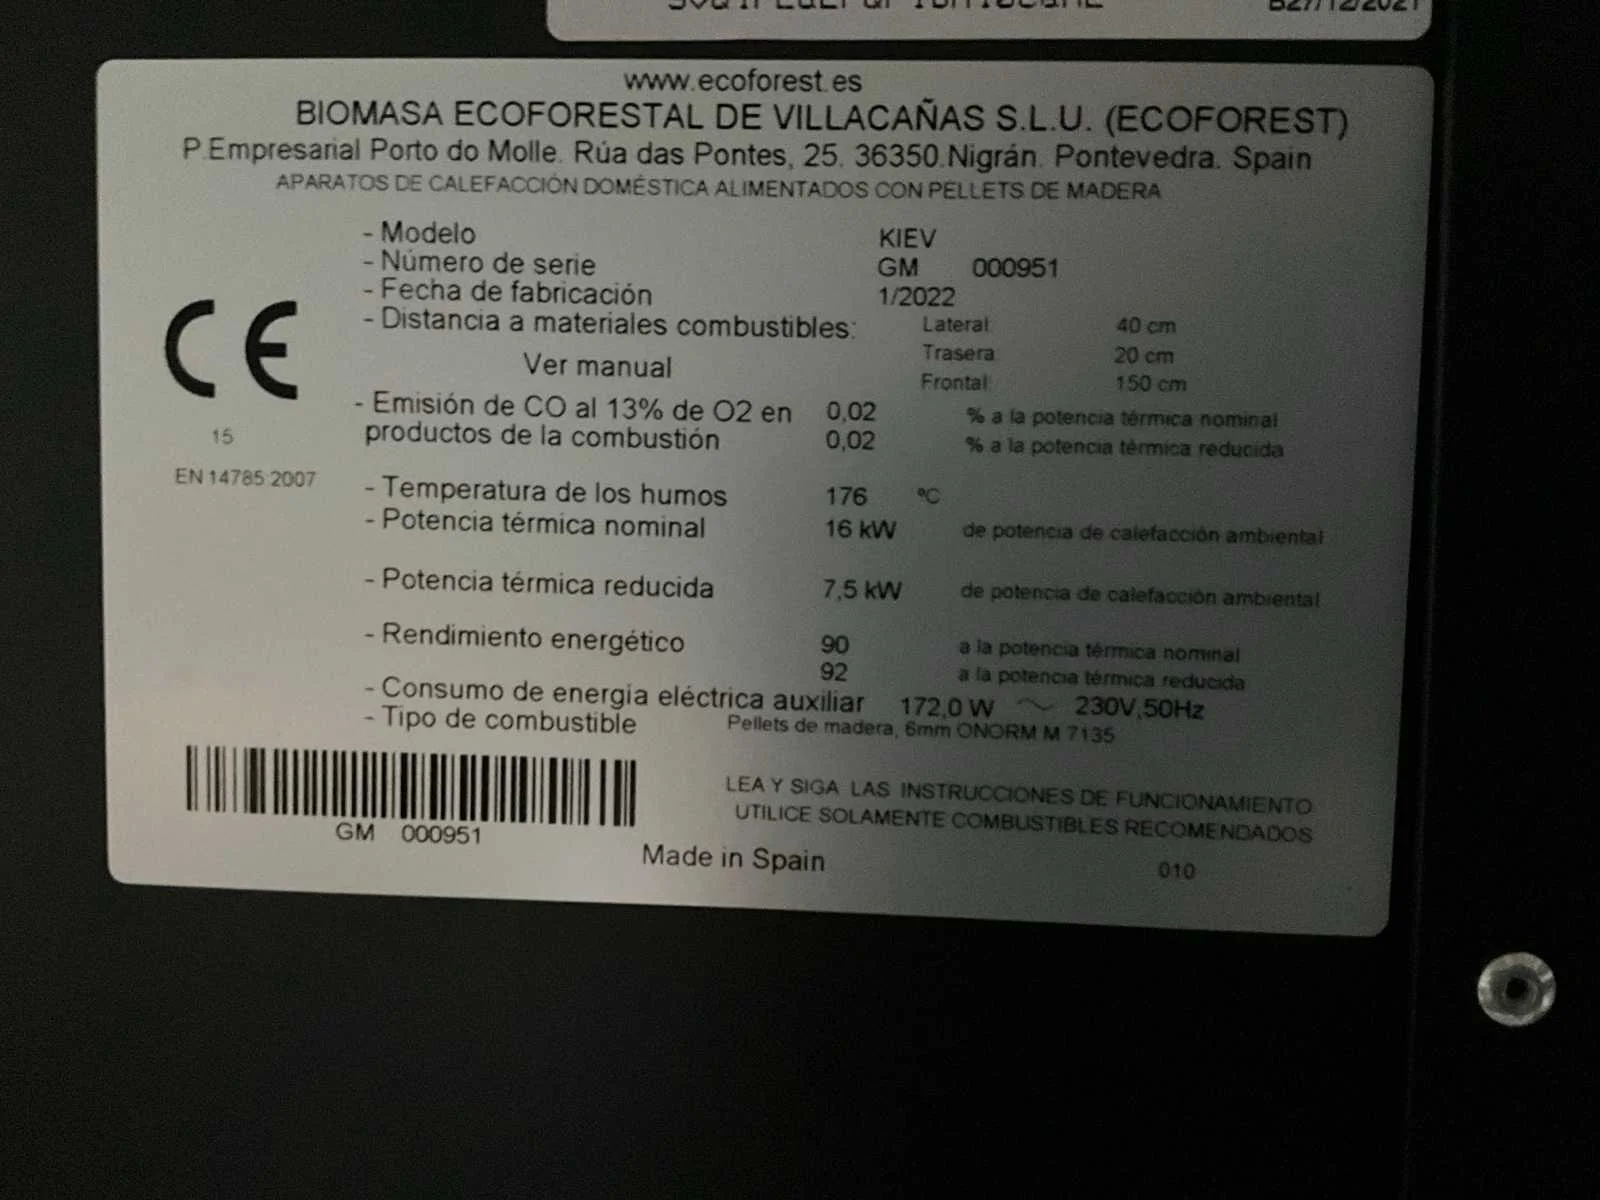 B27/12/2021
www.ecoforest.es
BIOMASA ECOFORESTAL DE VILLACAÑAS S.L.U. (ECOFOREST)
P.Empresarial Porto do Molle. Rúa das Pontes, 25. 36350.Nigrán. Pontevedra. Spain
APARATOS DE CALEFACCIÓN DOMÉSTICA ALIMENTADOS CON PELLETS DE MADERA
- Modelo KIEV
- Número de serie GM 000951
- Fecha de fabricación 1/2022
- Distancia a materiales combustibles: Lateral: 40 cm
Ver manual Trasera: 20 cm
Frontal: 150 cm
CE
15
EN 14785:2007
- Emisión de CO al 13% de O2 en 0,02 % a la potencia térmica nominal
productos de la combustión 0,02 % a la potencia térmica reducida
- Temperatura de los humos 176 ºC
- Potencia térmica nominal 16 kW de potencia de calefacción ambiental
- Potencia térmica reducida 7,5 kW de potencia de calefacción ambiental
- Rendimiento energético 90 a la potencia térmica nominal
92 a la potencia térmica reducida
- Consumo de energía eléctrica auxiliar 172,0 W ~ 230V,50Hz
- Tipo de combustible Pellets de madera, 6mm ONORM M 7135
GM 000951
LEA Y SIGA LAS INSTRUCCIONES DE FUNCIONAMIENTO
UTILICE SOLAMENTE COMBUSTIBLES RECOMENDADOS
Made in Spain
010